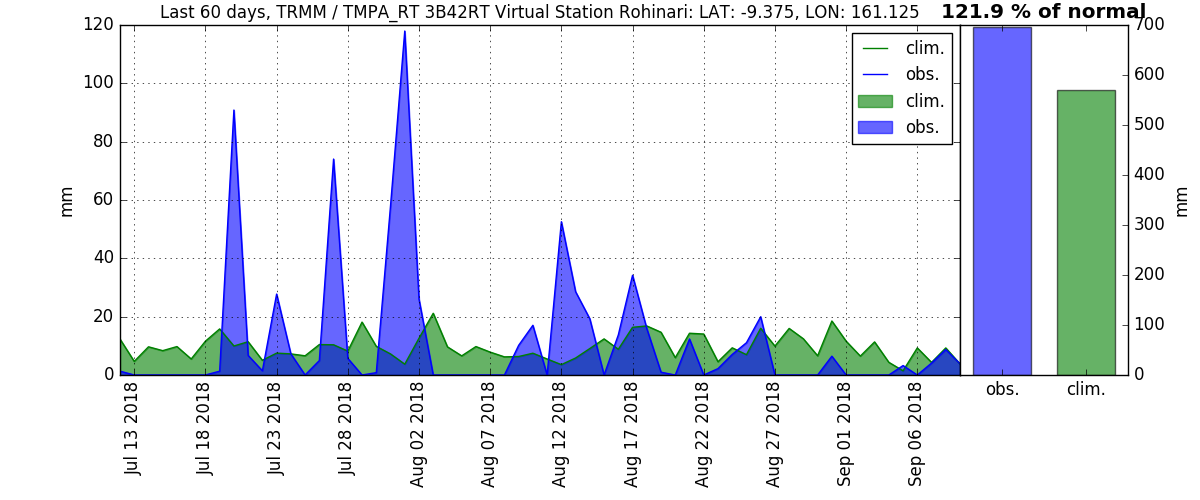 Last 60 days, TRMM / TMPA_RT 3B42RT Virtual Station Rohinari: LAT: -9.375, LON: 161.125
121.9 % of normal
120
100
80
60
40
20
0
mm
clim.
obs.
clim.
obs.
700
600
500
400
300
200
100
0
mm
obs.
clim.
Jul 13 2018
Jul 18 2018
Jul 23 2018
Jul 28 2018
Aug 02 2018
Aug 07 2018
Aug 12 2018
Aug 17 2018
Aug 22 2018
Aug 27 2018
Sep 01 2018
Sep 06 2018